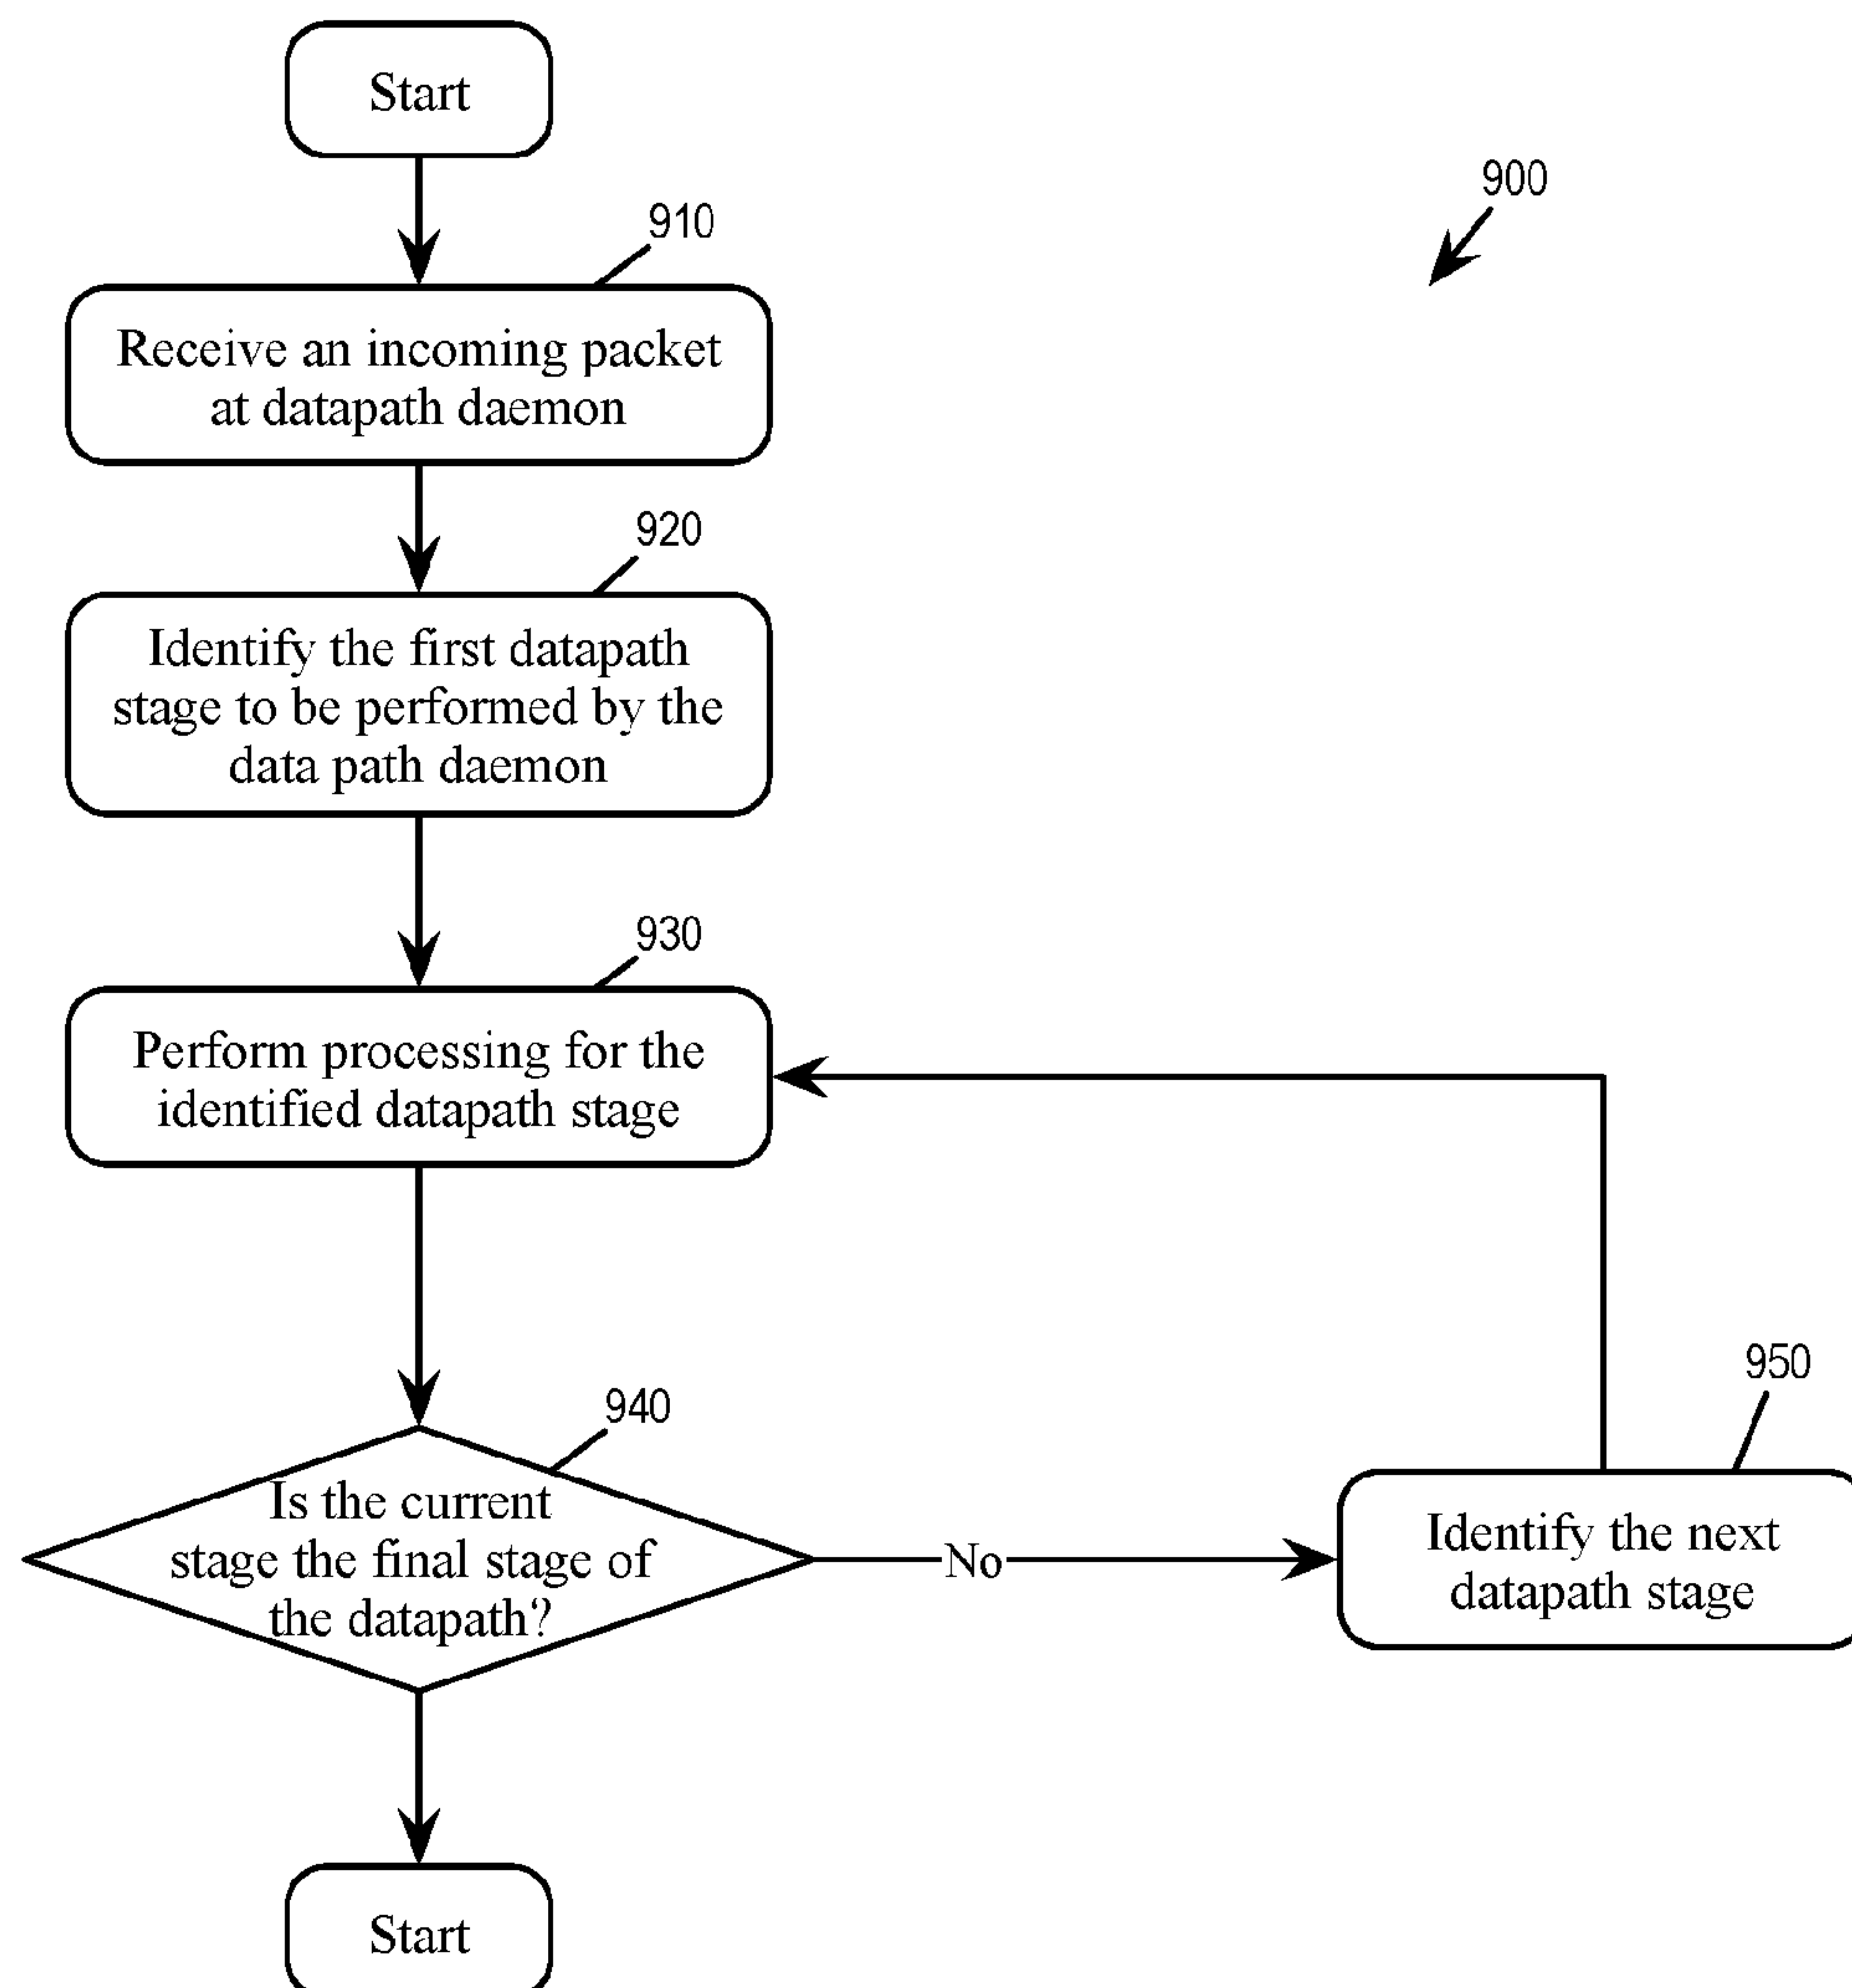 Start
900
910
Receive an incoming packet
at datapath daemon
920
Identify the first datapath
stage to be performed by the
data path daemon
930
Perform processing for the
identified datapath stage
940
Is the current
stage the final stage of
the datapath?
No
950
Identify the next
datapath stage
Start